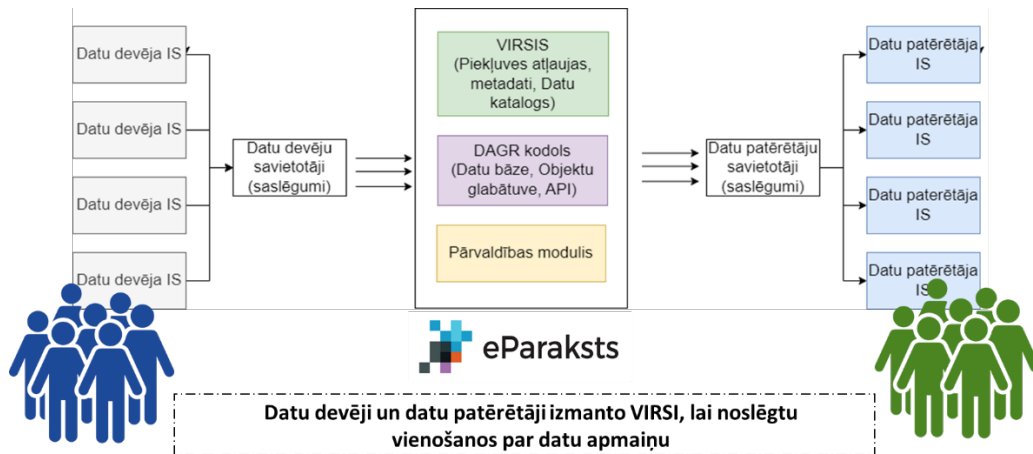 Datu devēja IS
Datu devēja IS
Datu devēja IS
Datu devēja IS
Datu devēju
savietotāji
(saslēgumi)
VIRSIS
(Piekļuves atļaujas,
metadati, Datu
katalogs)
DAGR kodols
(Datu bāze, Objektu
glabātuve, API)
Pārvaldības modulis
Datu patērētāju
savietotāji
(saslēgumi)
Datu patērētāja
IS
Datu patērētāja
IS
Datu patērētāja
IS
Datu patērētāja
IS
eParaksts
Datu devēji un datu patērētāji izmanto VIRSI, lai noslēgtu
vienošanos par datu apmaiņu